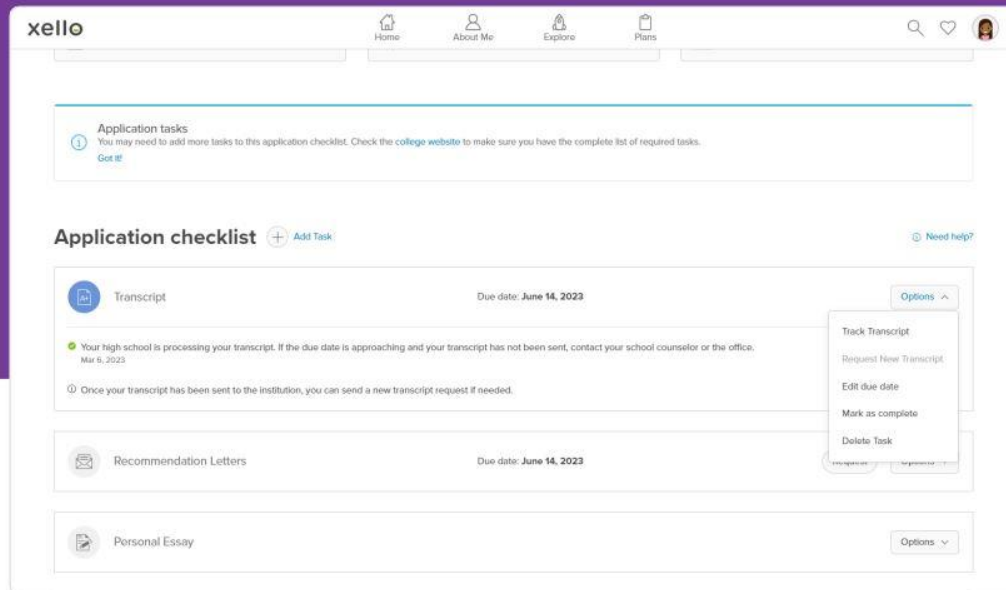 xello
Home
About Me
Explore
Plans
Application tasks
You may need to add more tasks to this application checklist. Check the college website to make sure you have the complete list of required tasks.
Got it!
Application checklist + Add Task
Need help?
A+ Transcript Due date: June 14, 2023 Options
Track Transcript
Your high school is processing your transcript. If the due date is approaching and your transcript has not been sent, contact your school counselor or the office.
Mar 6, 2023
Request New Transcript
Edit due date
Once your transcript has been sent to the institution, you can send a new transcript request if needed.
Mark as complete
Delete Task
Recommendation Letters Due date: June 14, 2023 Request Options
Personal Essay Options